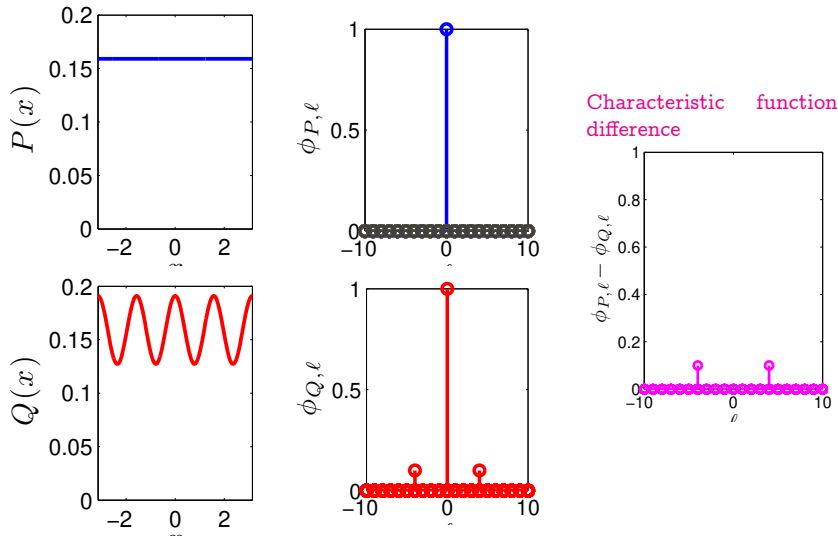 0.2
0.15
0.1
0.05
0
P(x)
−2 0 2
1
0.5
0
ϕ_{P,ℓ}
−10 0 10
Characteristic function
difference
1
0.8
0.6
0.4
0.2
0
ϕ_{P,ℓ} − ϕ_{Q,ℓ}
−10 0 10
0.2
0.15
0.1
0.05
0
Q(x)
−2 0 2
1
0.5
0
ϕ_{Q,ℓ}
−10 0 10